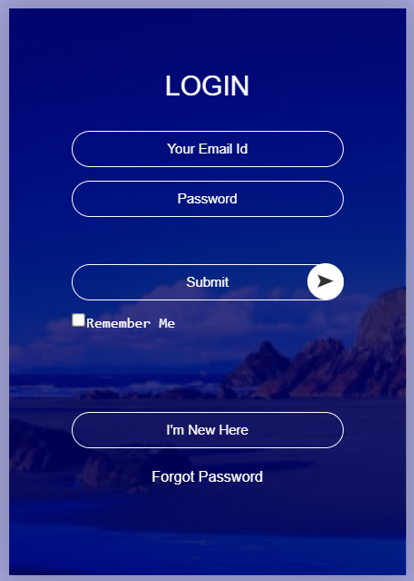 LOGIN
Your Email Id
Password
Submit
Remember Me
I'm New Here
Forgot Password